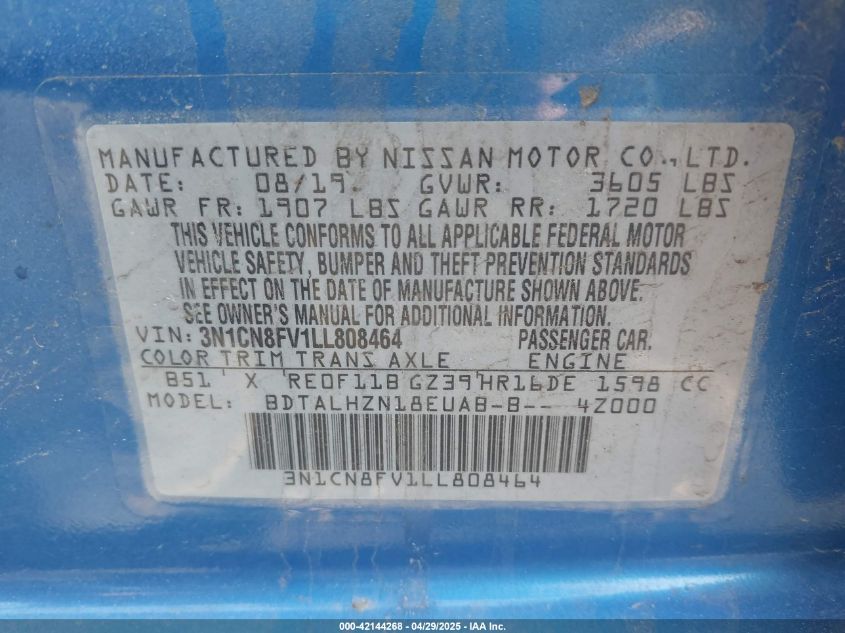 MANUFACTURED BY NISSAN MOTOR CO., LTD.
DATE: 08/19 GVWR: 3605 LBS
GAWR FR: 1907 LBS GAWR RR: 1720 LBS
THIS VEHICLE CONFORMS TO ALL APPLICABLE FEDERAL MOTOR
VEHICLE SAFETY, BUMPER AND THEFT PREVENTION STANDARDS
IN EFFECT ON THE DATE OF MANUFACTURE SHOWN ABOVE.
SEE OWNER'S MANUAL FOR ADDITIONAL INFORMATION.
VIN: 3N1CN8FV1LL808464 PASSENGER CAR.
COLOR TRIM TRANS AXLE ENGINE
B51 X RE0F11B GZ39 HR16DE 1598 CC
MODEL: BDTALHZN18EUAB-B-- 4Z000
3N1CN8FV1LL808464
000-42144268 - 04/29/2025 - © IAA Inc.